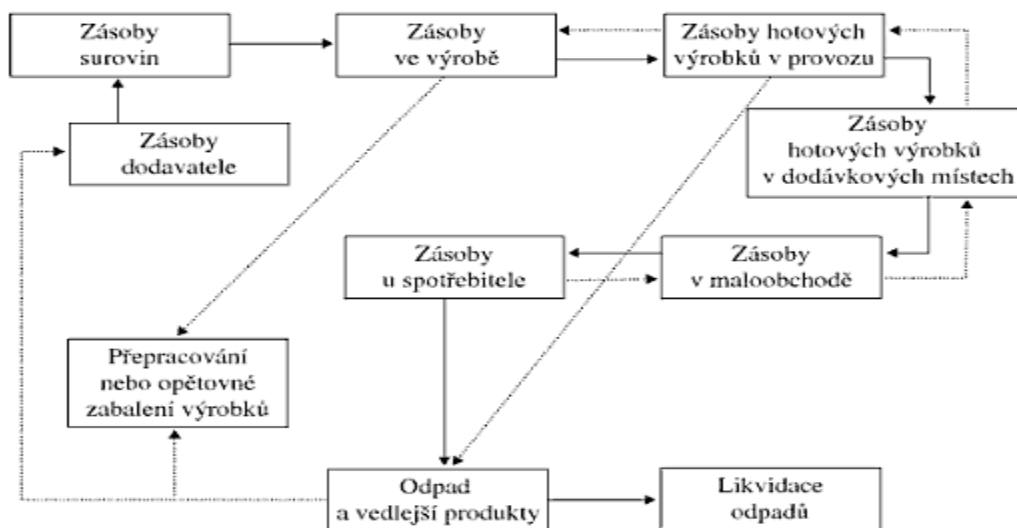 Zásoby
surovin
Zásoby
ve výrobě
Zásoby hotových
výrobků v provozu
Zásoby
dodavatele
Zásoby
hotových výrobků
v dodávkových místech
Zásoby
u spotřebitele
Zásoby
v maloobchodě
Přepracování
nebo opětovné
zabalení výrobků
Odpad
a vedlejší produkty
Likvidace
odpadů